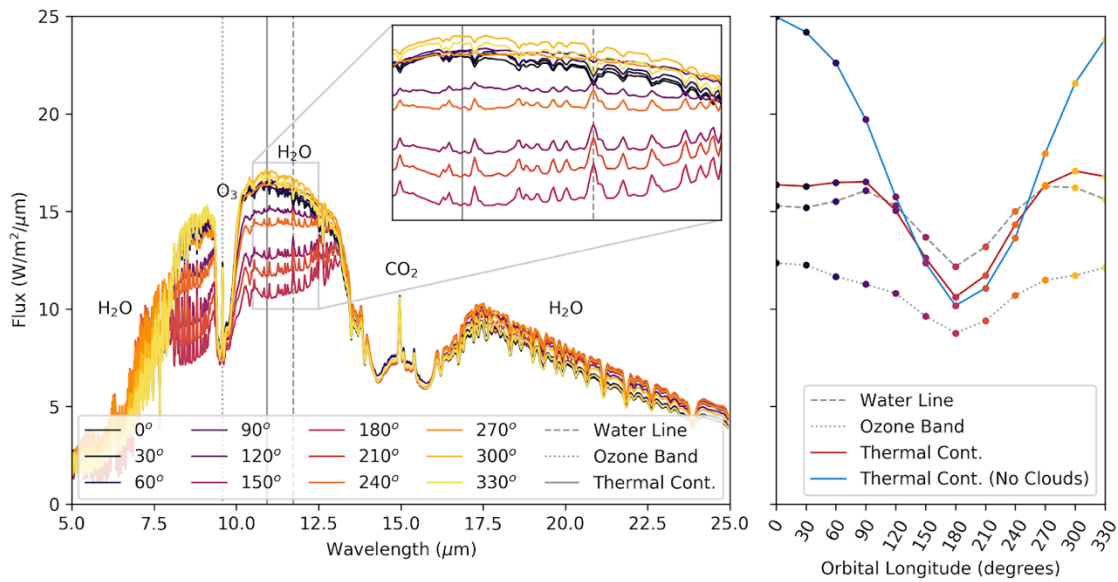 25
20
15
10
5
0
Flux (W/m²/μm)
H₂O
O₃
H₂O
CO₂
H₂O
0°
30°
60°
90°
120°
150°
180°
210°
240°
270°
300°
330°
Water Line
Ozone Band
Thermal Cont.
5.0 7.5 10.0 12.5 15.0 17.5 20.0 22.5 25.0
Wavelength (μm)
Water Line
Ozone Band
Thermal Cont.
Thermal Cont. (No Clouds)
0 30 60 90 120 150 180 210 240 270 300 330
Orbital Longitude (degrees)